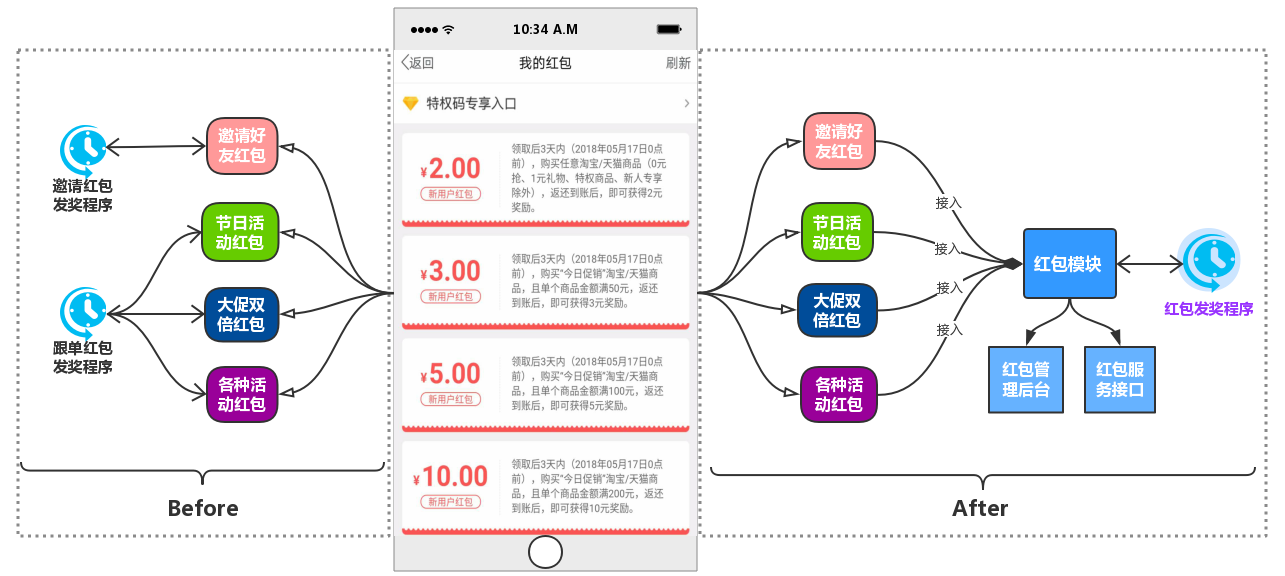 邀请好
友红包
邀请红包
发奖程序
节日活
动红包
大促双
倍红包
跟单红包
发奖程序
各种活
动红包
Before
10:34 A.M
返回
我的红包
刷新
特权码专享入口
¥2.00
新用户红包
领取后3天内（2018年05月17日0点
前），购买任意淘宝/天猫商品（0元
抢、1元礼物、特权商品、新人专享
除外），返还到账后，即可获得2元
奖励。
¥3.00
新用户红包
领取后3天内（2018年05月17日0点
前），购买“今日促销”淘宝/天猫商
品，且单个商品金额满50元，返还
到账后，即可获得3元奖励。
¥5.00
新用户红包
领取后3天内（2018年05月17日0点
前），购买“今日促销”淘宝/天猫商
品，且单个商品金额满100元，返还
到账后，即可获得5元奖励。
¥10.00
新用户红包
领取后3天内（2018年05月17日0点
前），购买“今日促销”淘宝/天猫商
品，且单个商品金额满200元，返还
到账后，即可获得10元奖励。
邀请好
友红包
节日活
动红包
大促双
倍红包
各种活
动红包
接入
接入
接入
接入
红包模块
红包发奖程序
红包管
理后台
红包服
务接口
After